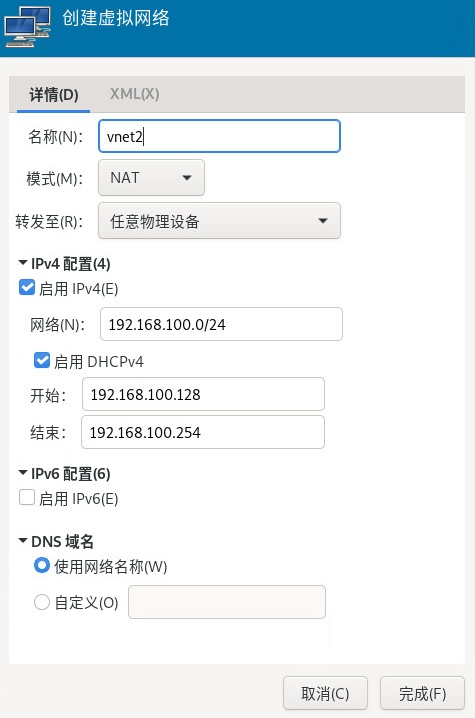 创建虚拟网络
详情(D) XML(X)
名称(N): vnet2
模式(M): NAT
转发至(R): 任意物理设备
IPv4 配置(4)
启用 IPv4(E)
网络(N): 192.168.100.0/24
启用 DHCPv4
开始: 192.168.100.128
结束: 192.168.100.254
IPv6 配置(6)
启用 IPv6(E)
DNS 域名
使用网络名称(W)
自定义(O)
取消(C) 完成(F)